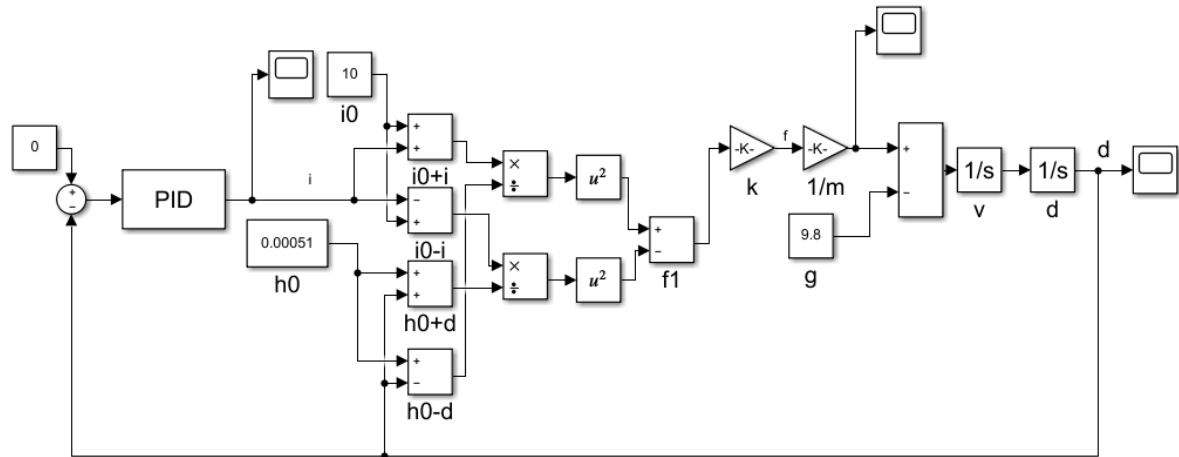 0
+
−
PID
i
10
i0
0.00051
h0
+
+
i0+i
−
+
i0-i
+
+
h0+d
+
−
h0-d
×
÷
×
÷
u²
u²
+
−
f1
-K-
k
f
-K-
1/m
9.8
g
+
−
1/s
v
1/s
d
d